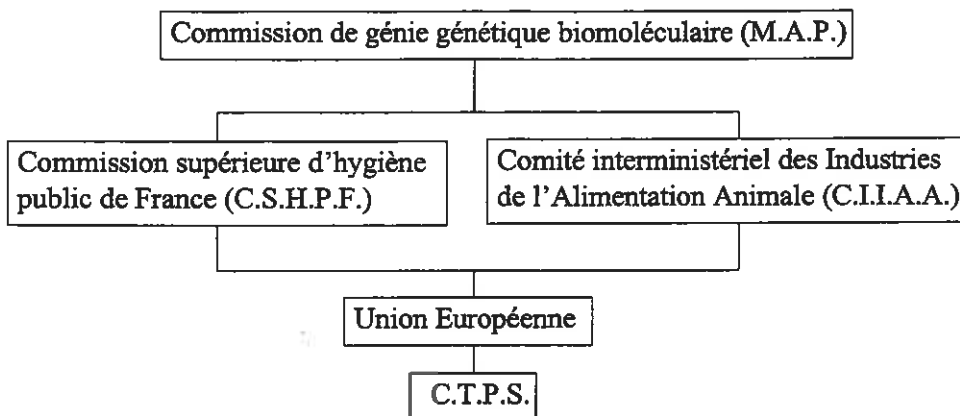 Commission de génie génétique biomoléculaire (M.A.P.)
Commission supérieure d'hygiène
public de France (C.S.H.P.F.)
Comité interministériel des Industries
de l'Alimentation Animale (C.I.I.A.A.)
Union Européenne
C.T.P.S.